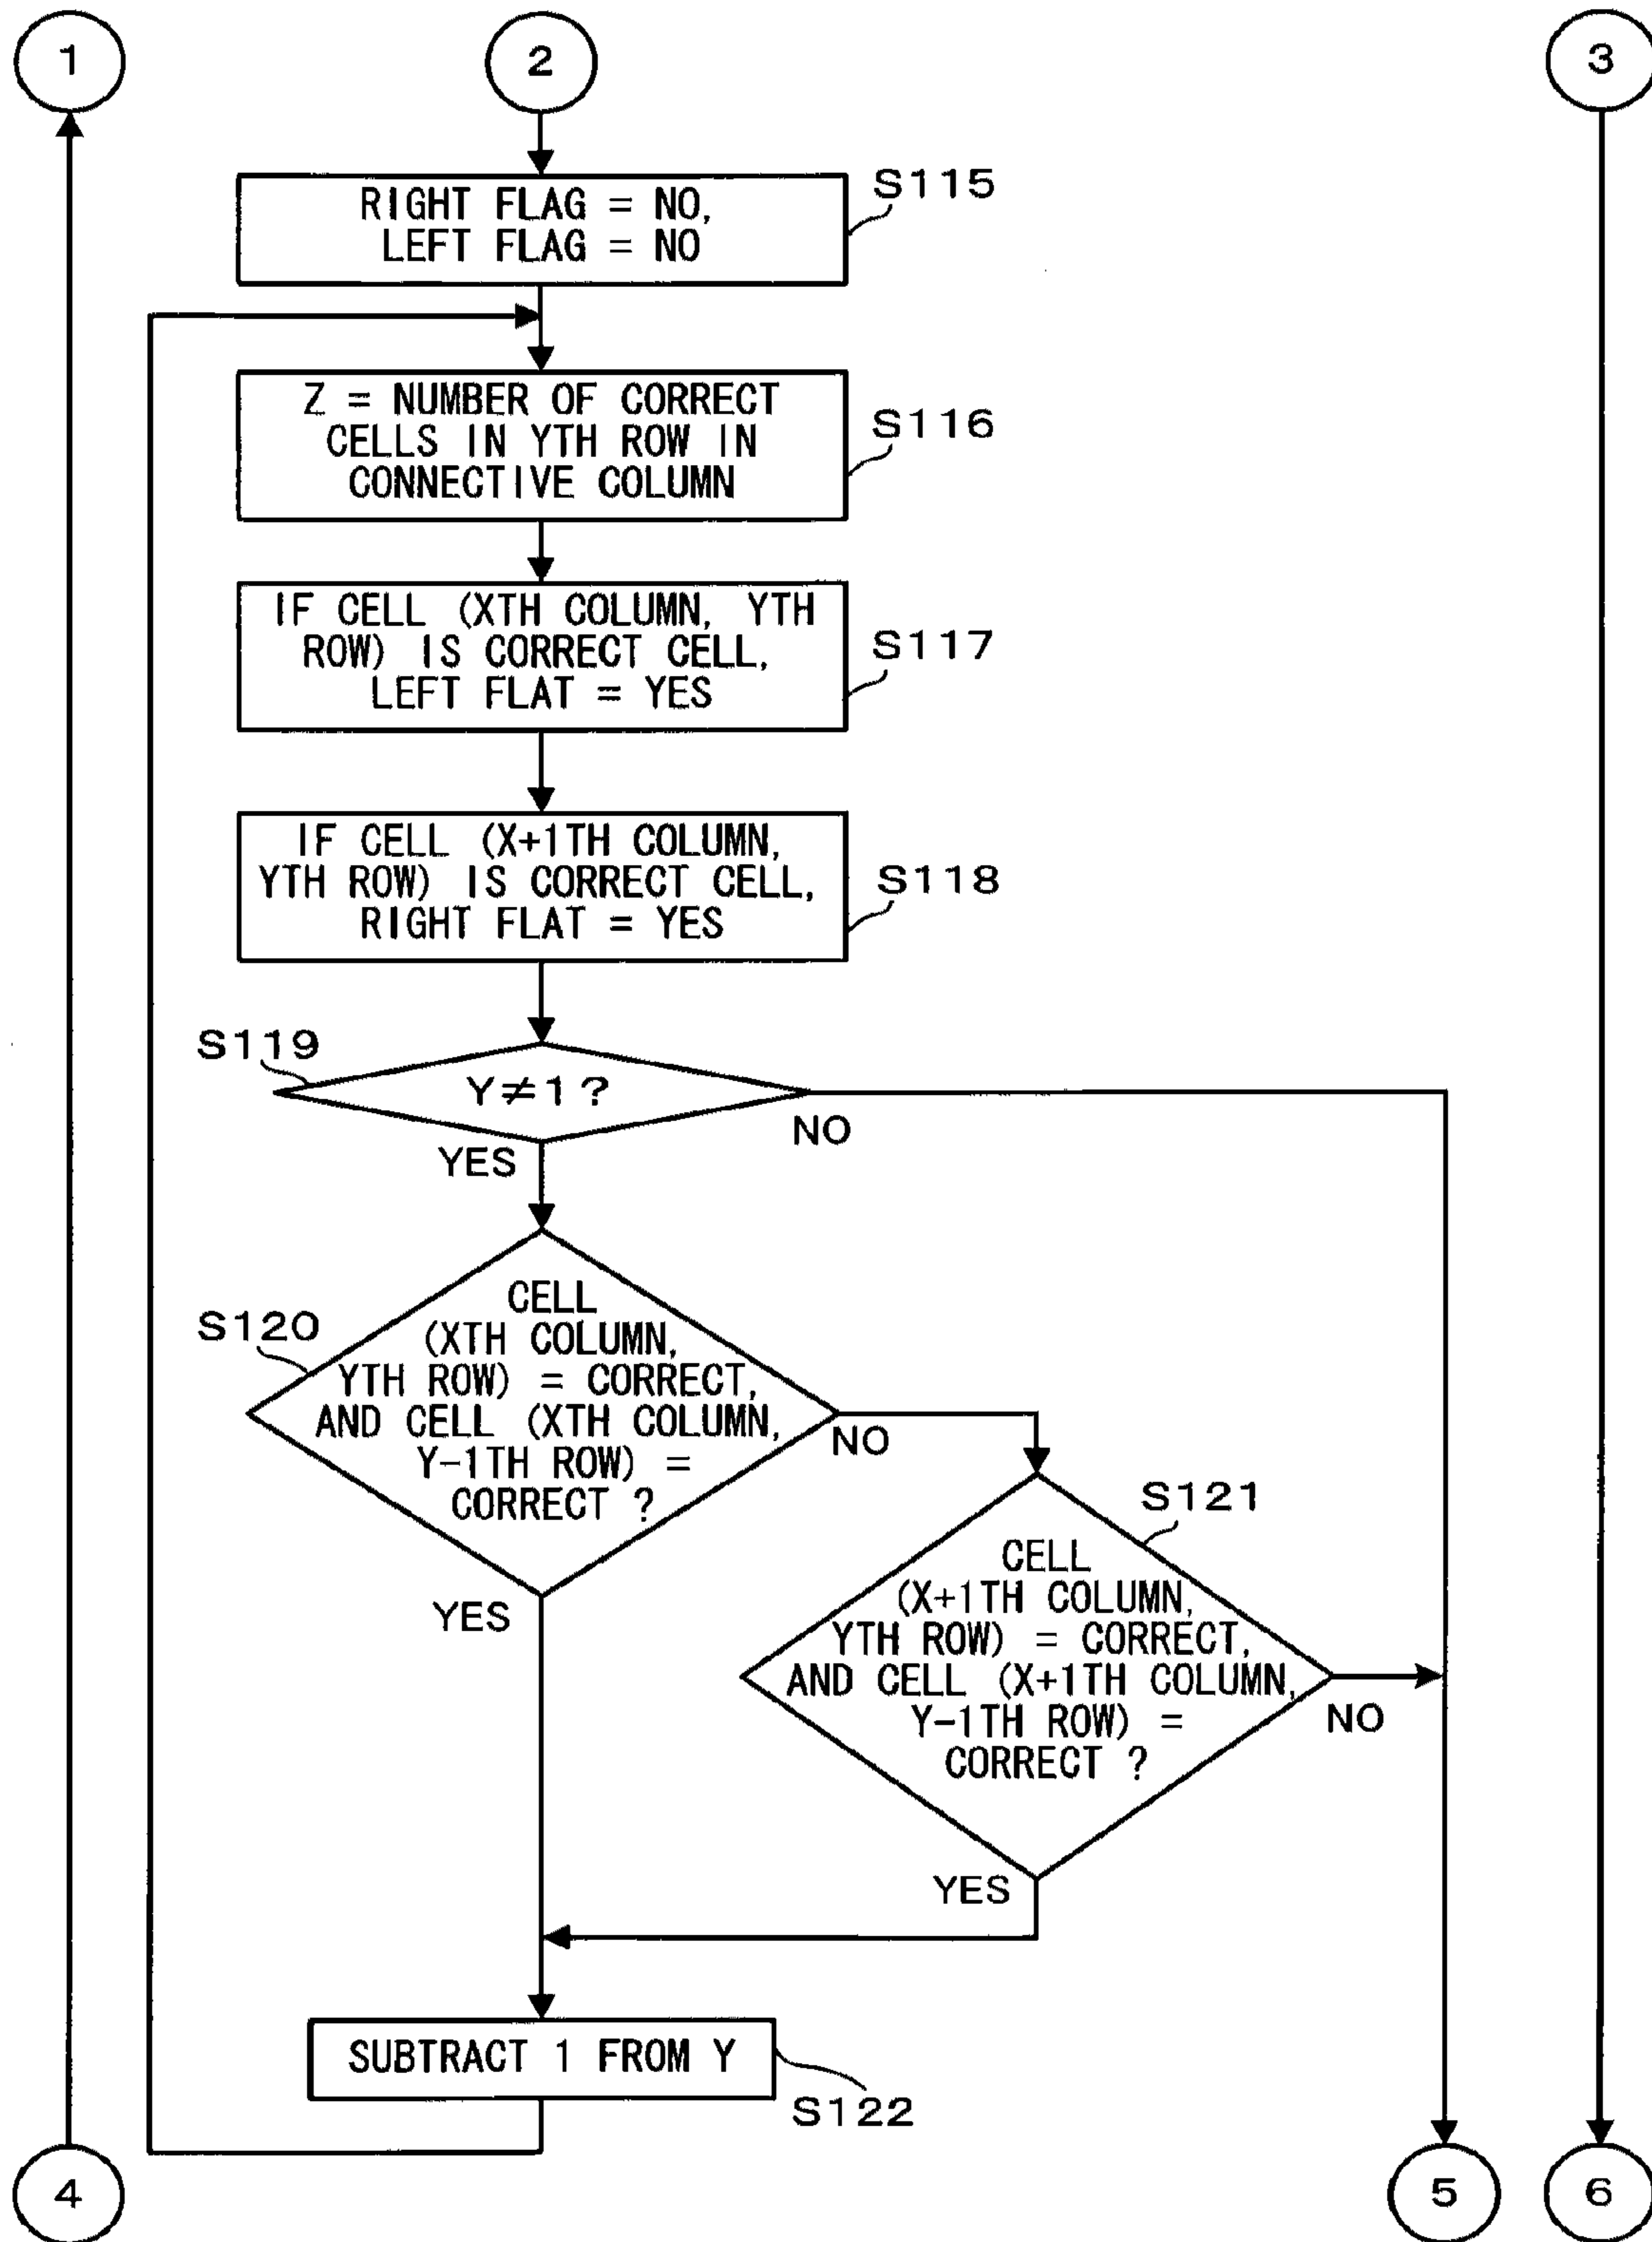 1
2
3
RIGHT FLAG = NO,
LEFT FLAG = NO
S115
Z = NUMBER OF CORRECT
CELLS IN YTH ROW IN
CONNECTIVE COLUMN
S116
IF CELL (XTH COLUMN, YTH
ROW) IS CORRECT CELL,
LEFT FLAT = YES
S117
IF CELL (X+1TH COLUMN,
YTH ROW) IS CORRECT CELL,
RIGHT FLAT = YES
S118
S119
Y≠1?
NO
YES
S120
CELL
(XTH COLUMN,
YTH ROW) = CORRECT,
AND CELL (XTH COLUMN,
Y-1TH ROW) =
CORRECT ?
NO
YES
S121
CELL
(X+1TH COLUMN,
YTH ROW) = CORRECT,
AND CELL (X+1TH COLUMN,
Y-1TH ROW) =
CORRECT ?
NO
YES
SUBTRACT 1 FROM Y
S122
4
5
6